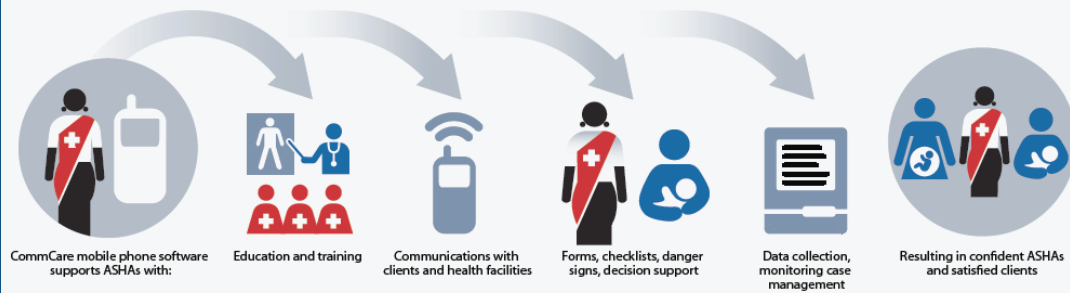 CommCare mobile phone software
supports ASHAs with:
Education and training
Communications with
clients and health facilities
Forms, checklists, danger
signs, decision support
Data collection,
monitoring case
management
Resulting in confident ASHAs
and satisfied clients